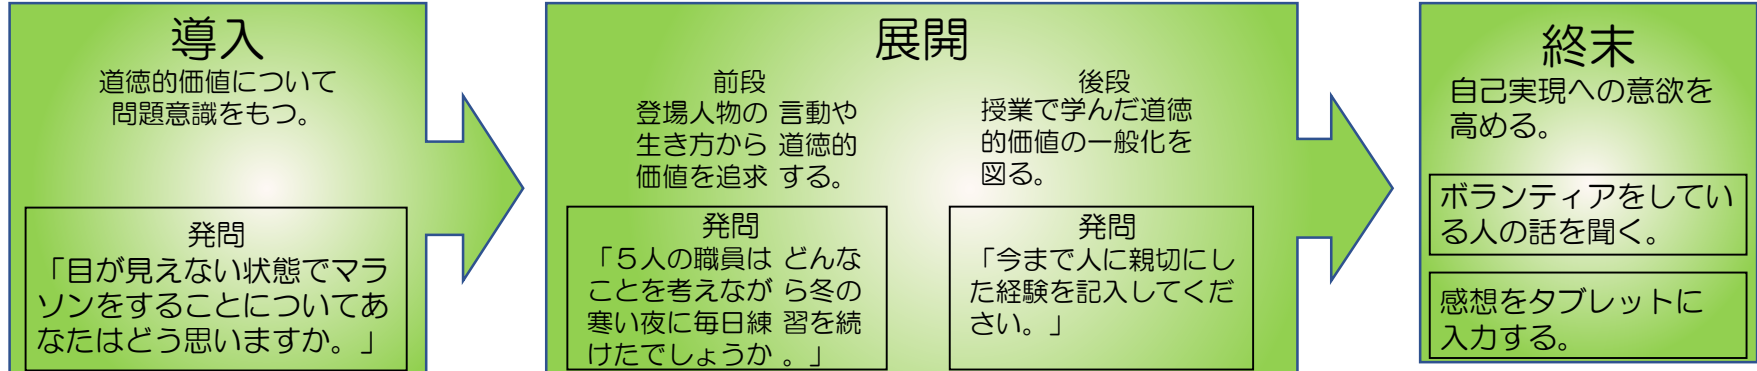 導入
道徳的価値について
問題意識をもつ。
発問
「目が見えない状態でマラ
ソンをすることについてあ
なたはどう思いますか。」
展開
前段
登場人物の 言動や
生き方から 道徳的
価値を追求 する。
発問
「５人の職員は どんな
ことを考えなが ら冬の
寒い夜に毎日練 習を続
けたでしょうか 。」
後段
授業で学んだ道徳
的価値の一般化を
図る。
発問
「今まで人に親切にし
た経験を記入してくだ
さい。」
終末
自己実現への意欲を
高める。
ボランティアをしてい
る人の話を聞く。
感想をタブレットに
入力する。